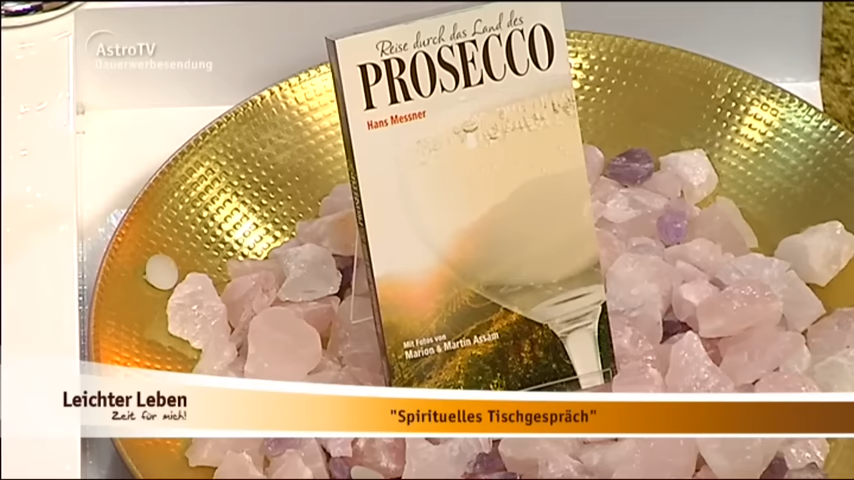 AstroTV
Dauerwerbesendung
Reise durch das Land des
PROSECCO
Hans Messner
Mit Fotos von
Marion & Martin Assam
Leichter Leben
Zeit für mich!
"Spirituelles Tischgespräch"